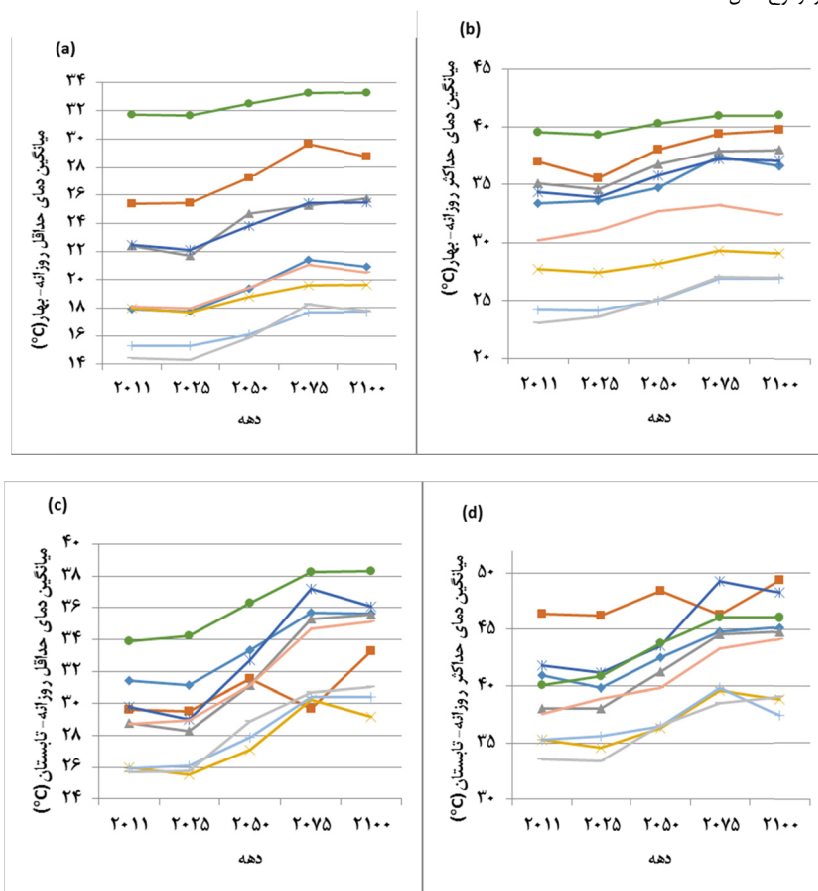 (a)
میانگین دمای حداقل روزانه- بهار (°C)
۳۴
۳۲
۳۰
۲۸
۲۶
۲۴
۲۲
۲۰
۱۸
۱۶
۱۴
۲۰۱۱ ۲۰۲۵ ۲۰۵۰ ۲۰۷۵ ۲۱۰۰
دهه
(b)
میانگین دمای حداکثر روزانه- بهار (°C)
۴۵
۴۰
۳۵
۳۰
۲۵
۲۰
۲۰۱۱ ۲۰۲۵ ۲۰۵۰ ۲۰۷۵ ۲۱۰۰
دهه
(c)
میانگین دمای حداقل روزانه- تابستان (°C)
۴۰
۳۸
۳۶
۳۴
۳۲
۳۰
۲۸
۲۶
۲۴
۲۰۱۱ ۲۰۲۵ ۲۰۵۰ ۲۰۷۵ ۲۱۰۰
دهه
(d)
میانگین دمای حداکثر روزانه- تابستان (°C)
۵۰
۴۵
۴۰
۳۵
۳۰
۲۰۱۱ ۲۰۲۵ ۲۰۵۰ ۲۰۷۵ ۲۱۰۰
دهه